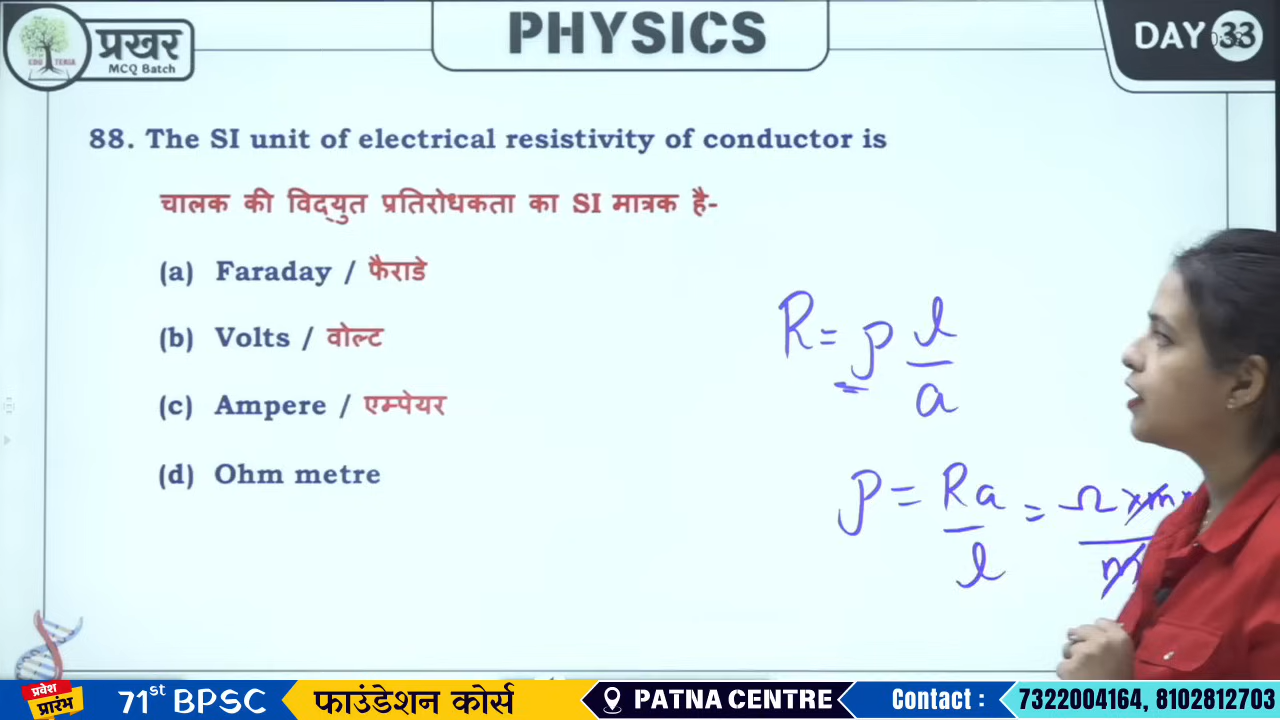 प्रखर
MCQ Batch
EDU TERIA
PHYSICS
DAY 33
88. The SI unit of electrical resistivity of conductor is
चालक की विद्युत प्रतिरोधकता का SI मात्रक है-
(a) Faraday / फैराडे
(b) Volts / वोल्ट
(c) Ampere / एम्पेयर
(d) Ohm metre
R = ρ l/a
ρ = Ra/l = Ω × m ×/m
प्रवेश
प्रारंभ
71st BPSC
फाउंडेशन कोर्स
PATNA CENTRE
Contact :
7322004164, 8102812703